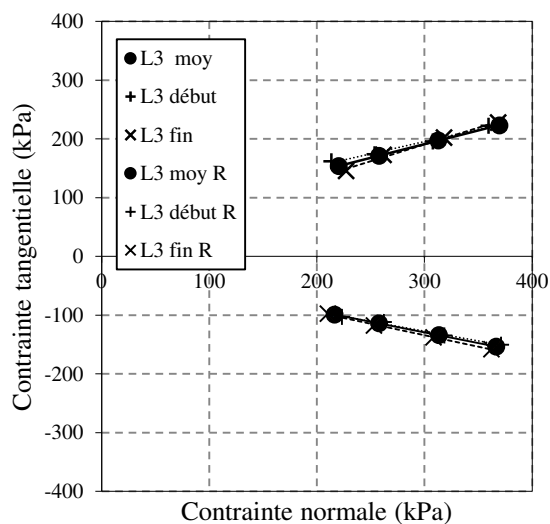 400
300
200
100
0
-100
-200
-300
-400
0
100
200
300
400
Contrainte tangentielle (kPa)
Contrainte normale (kPa)
L3 moy
L3 début
L3 fin
L3 moy R
L3 début R
L3 fin R